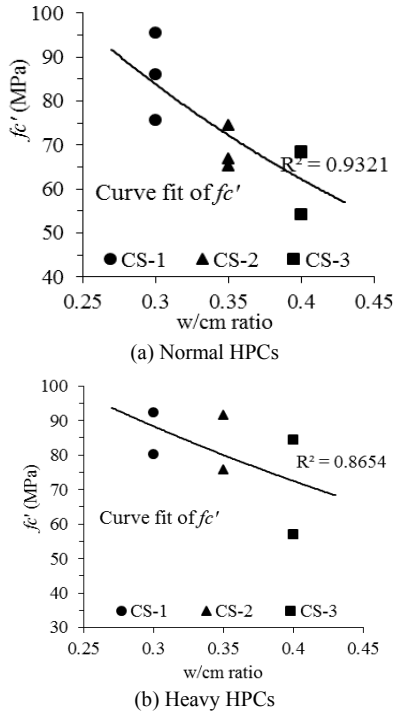 100
90
80
70
60
50
40
fc' (MPa)
R² = 0.9321
Curve fit of fc'
CS-1 CS-2 CS-3
0.25 0.3 0.35 0.4 0.45
w/cm ratio
(a) Normal HPCs
100
90
80
70
60
50
40
30
fc' (MPa)
R² = 0.8654
Curve fit of fc'
CS-1 CS-2 CS-3
0.25 0.3 0.35 0.4 0.45
w/cm ratio
(b) Heavy HPCs